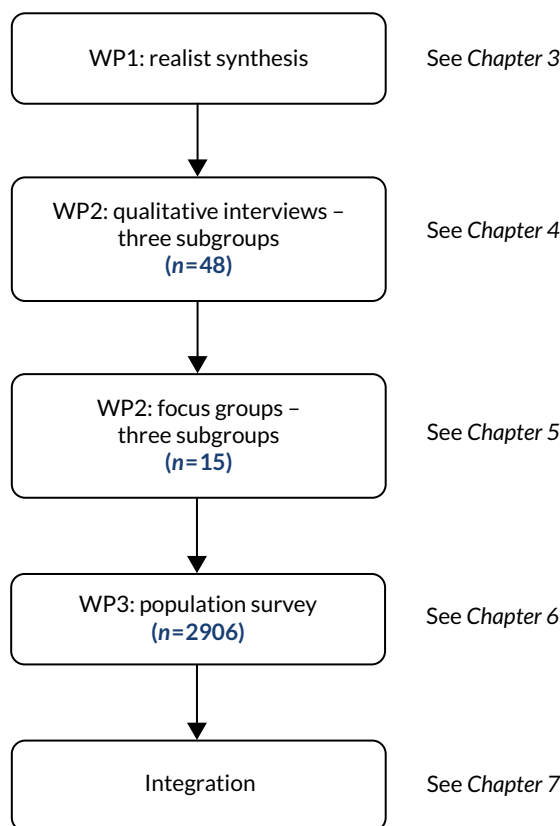 WP1: realist synthesis
See Chapter 3
WP2: qualitative interviews –
three subgroups
(n=48)
See Chapter 4
WP2: focus groups –
three subgroups
(n=15)
See Chapter 5
WP3: population survey
(n=2906)
See Chapter 6
Integration
See Chapter 7